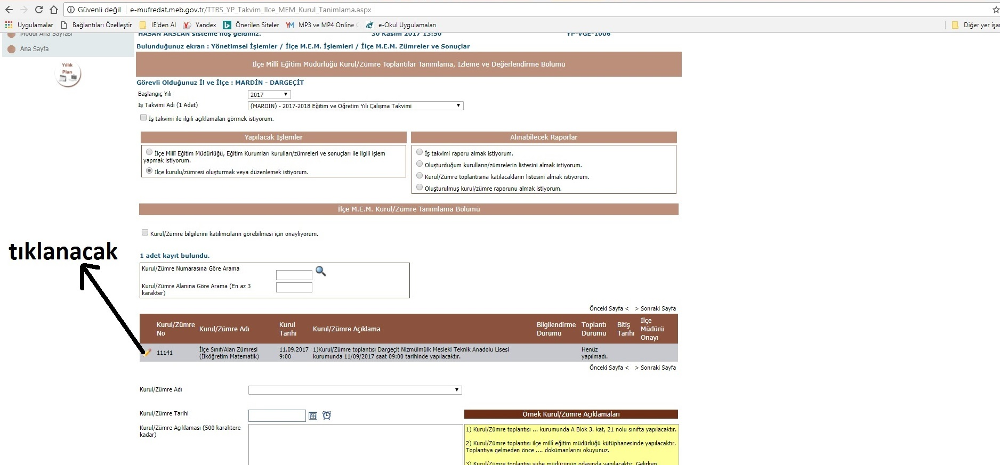 Güvenli değil
e-mufredat.meb.gov.tr/TTBS_YP_Takvim_Ilce_MEM_Kurul_Tanimlama.aspx
Uygulamalar
Bağlantıları Özelleştir
IE'den Al
Yandex
Önerilen Siteler
MP3 ve MP4 Online
e-Okul Uygulamaları
Diğer yer işa
Modül Ana Sayfası
HASAN ARSLAN sisteme hoş geldiniz.
30 Kasım 2017 13:50
YP-VGE-1006
Ana Sayfa
Yıllık
Plan
Bulunduğunuz ekran : Yönetimsel İşlemler / İlçe M.E.M. İşlemleri / İlçe M.E.M. Zümreler ve Sonuçlar
İlçe Millî Eğitim Müdürlüğü Kurul/Zümre Toplantılar Tanımlama, İzleme ve Değerlendirme Bölümü
Görevli Olduğunuz İl ve İlçe : MARDİN - DARGEÇİT
Başlangıç Yılı
2017
İş Takvimi Adı (1 Adet)
(MARDİN) - 2017-2018 Eğitim ve Öğretim Yılı Çalışma Takvimi
İş takvimi ile ilgili açıklamaları görmek istiyorum.
Yapılacak İşlemler
İlçe Millî Eğitim Müdürlüğü, Eğitim Kurumları kurulları/zümreleri ve sonuçları ile ilgili işlem
yapmak istiyorum.
İlçe kurulu/zümresi oluşturmak veya düzenlemek istiyorum.
Alınabilecek Raporlar
İş takvimi raporu almak istiyorum.
Oluşturduğum kurulların/zümrelerin listesini almak istiyorum.
Kurul/Zümre toplantısına katılacakların listesini almak istiyorum.
Oluşturulmuş kurul/zümre raporunu almak istiyorum.
İlçe M.E.M. Kurul/Zümre Tanımlama Bölümü
Kurul/Zümre bilgilerini katılımcıların görebilmesi için onaylıyorum.
tıklanacak
1 adet kayıt bulundu.
Kurul/Zümre Numarasına Göre Arama
Kurul/Zümre Alanına Göre Arama (En az 3
karakter)
Önceki Sayfa < > Sonraki Sayfa
Kurul/Zümre
No
Kurul/Zümre Adı
Kurul
Tarihi
Kurul/Zümre Açıklama
Bilgilendirme
Durumu
Toplantı
Durumu
Bitiş
Tarihi
İlçe
Müdürü
Onayı
11141
İlçe Sınıf/Alan Zümresi
(İlköğretim Matematik)
11.09.2017
9:00
1)Kurul/Zümre toplantısı Dargeçit Nizmülmülk Mesleki Teknik Anadolu Lisesi
kurumunda 11/09/2017 saat 09:00 tarihinde yapılacaktır.
Henüz
yapılmadı.
Önceki Sayfa < > Sonraki Sayfa
Kurul/Zümre Adı
Kurul/Zümre Tarihi
Kurul/Zümre Açıklaması (500 karaktere
kadar)
Örnek Kurul/Zümre Açıklamaları
1) Kurul/Zümre toplantısı ... kurumunda A Blok 3. kat, 21 nolu sınıfta yapılacaktır.
2) Kurul/Zümre toplantısı ilçe millî eğitim müdürlüğü kütüphanesinde yapılacaktır.
Toplantıya gelmeden önce .... dokümanlarını okuyunuz.
3) Kurul/Zümre toplantısı şube müdürünün odasında yapılacaktır. Gelirken